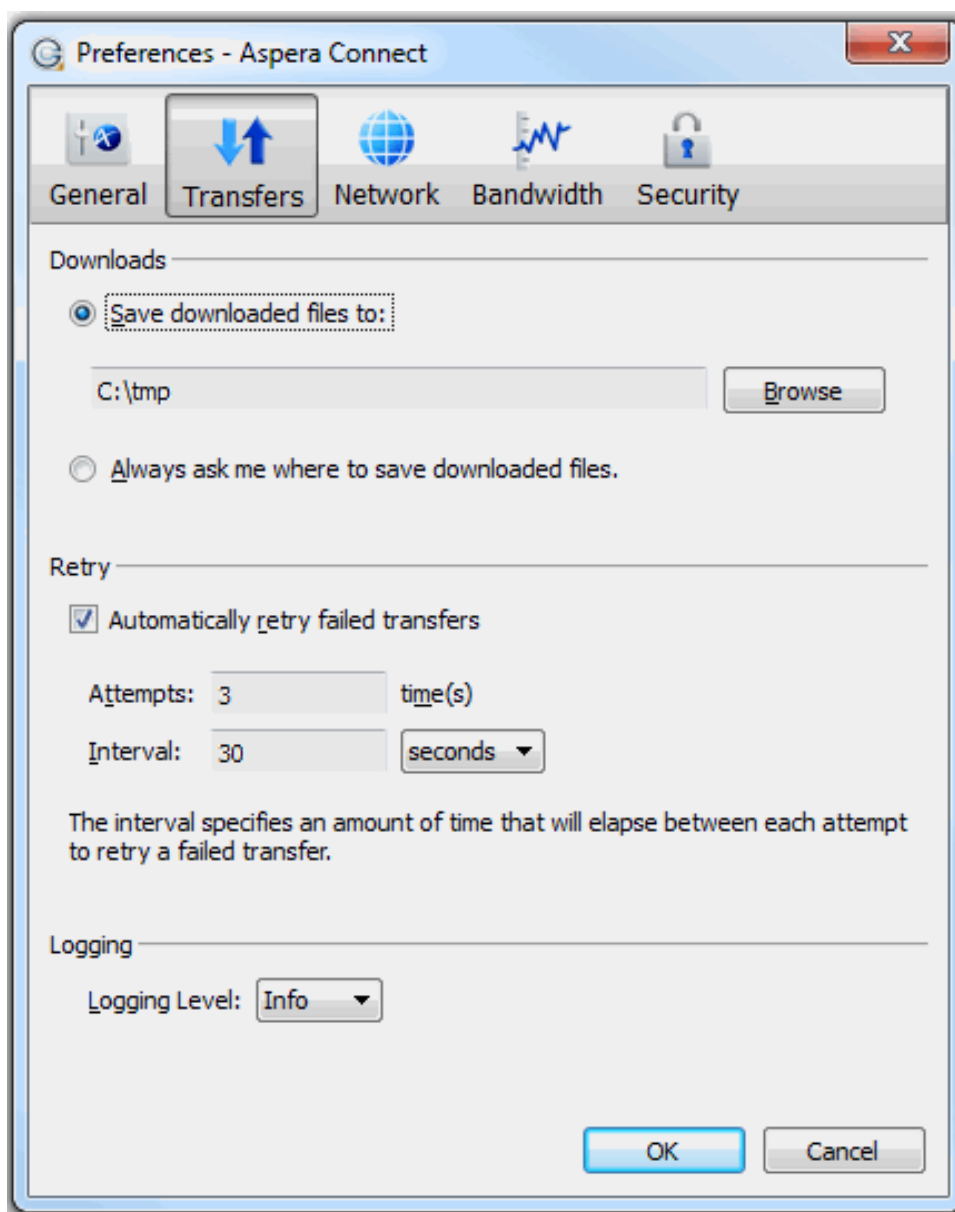 Preferences - Aspera Connect
General Transfers Network Bandwidth Security
Downloads
Save downloaded files to:
C:\tmp Browse
Always ask me where to save downloaded files.
Retry
Automatically retry failed transfers
Attempts: 3 time(s)
Interval: 30 seconds
The interval specifies an amount of time that will elapse between each attempt
to retry a failed transfer.
Logging
Logging Level: Info
OK Cancel